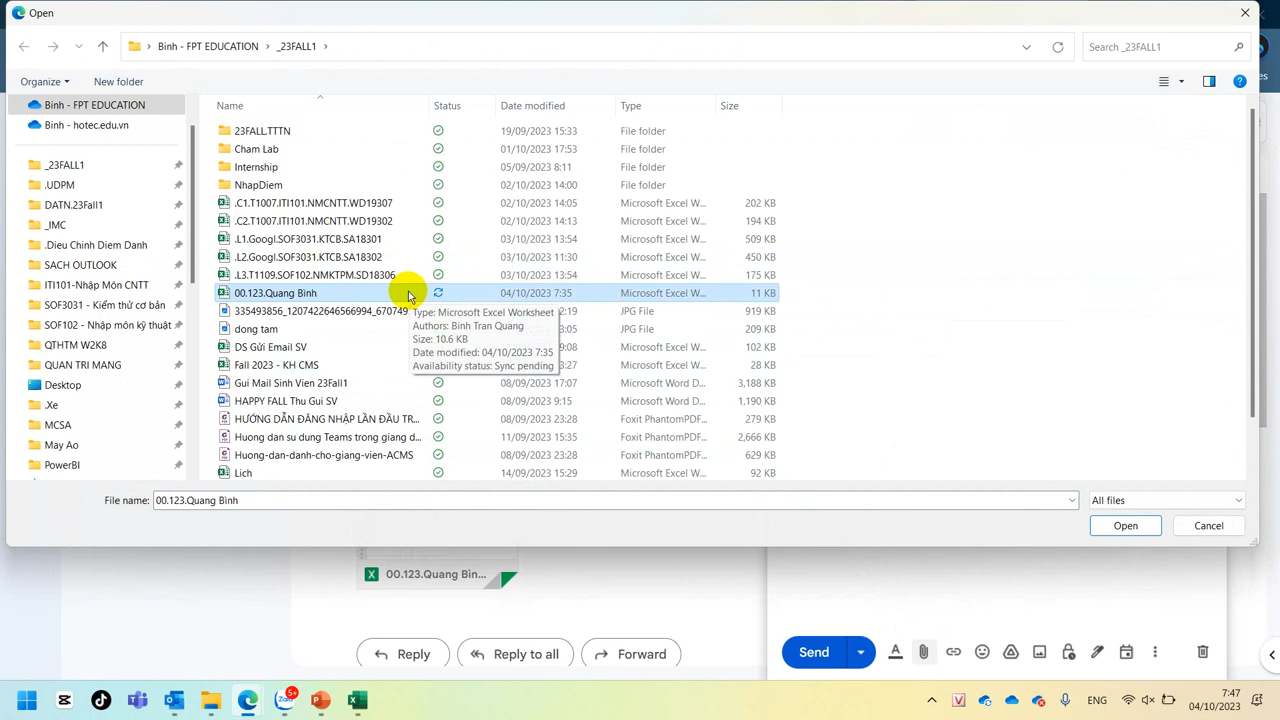 Open
Binh - FPT EDUCATION > _23FALL1 >
Search _23FALL1
Organize
New folder
Binh - FPT EDUCATION
Binh - hotec.edu.vn
_23FALL1
.UDPM
DATN.23Fall1
_IMC
.Dieu Chinh Diem Danh
SACH OUTLOOK
ITI101-Nhập Môn CNTT
SOF3031 - Kiểm thử cơ bản
SOF102 - Nhập môn kỹ thuật
QTHTM W2K8
QUAN TRI MANG
Desktop
.Xe
MCSA
May Ao
PowerBI
Name Status Date modified Type Size
23FALL.TTTN 19/09/2023 15:33 File folder
Cham Lab 01/10/2023 17:53 File folder
Internship 05/09/2023 8:11 File folder
NhapDiem 02/10/2023 14:00 File folder
.C1.T1007.ITI101.NMCNTT.WD19307 02/10/2023 14:05 Microsoft Excel W... 202 KB
.C2.T1007.ITI101.NMCNTT.WD19302 02/10/2023 14:13 Microsoft Excel W... 194 KB
.L1.Googl.SOF3031.KTCB.SA18301 03/10/2023 13:54 Microsoft Excel W... 509 KB
.L2.Googl.SOF3031.KTCB.SA18302 03/10/2023 11:30 Microsoft Excel W... 450 KB
.L3.T1109.SOF102.NMKTPM.SD18306 03/10/2023 13:54 Microsoft Excel W... 175 KB
00.123.Quang Bình 04/10/2023 7:35 Microsoft Excel W... 11 KB
335493856_1207422646566994_670749 2:19 JPG File 919 KB
dong tam 3:05 JPG File 209 KB
DS Gửi Email SV 9:08 Microsoft Excel W... 102 KB
Fall 2023 - KH CMS 3:27 Microsoft Excel W... 28 KB
Gui Mail Sinh Vien 23Fall1 08/09/2023 17:07 Microsoft Word D... 3,188 KB
HAPPY FALL Thu Gui SV 08/09/2023 9:15 Microsoft Word D... 1,190 KB
HƯỚNG DẪN ĐĂNG NHẬP LẦN ĐẦU TR... 08/09/2023 23:28 Foxit PhantomPDF... 279 KB
Huong dan su dung Teams trong giang d... 11/09/2023 15:35 Foxit PhantomPDF... 2,666 KB
Huong-dan-danh-cho-giang-vien-ACMS 08/09/2023 23:28 Foxit PhantomPDF... 629 KB
Lich 14/09/2023 15:29 Microsoft Excel W... 92 KB
Type: Microsoft Excel Worksheet
Authors: Binh Tran Quang
Size: 10.6 KB
Date modified: 04/10/2023 7:35
Availability status: Sync pending
File name: 00.123.Quang Bình
All files
Open
Cancel
es
00.123.Quang Bìn...
Reply
Reply to all
Forward
Send
Zalo
5+
ENG
7:47
04/10/2023